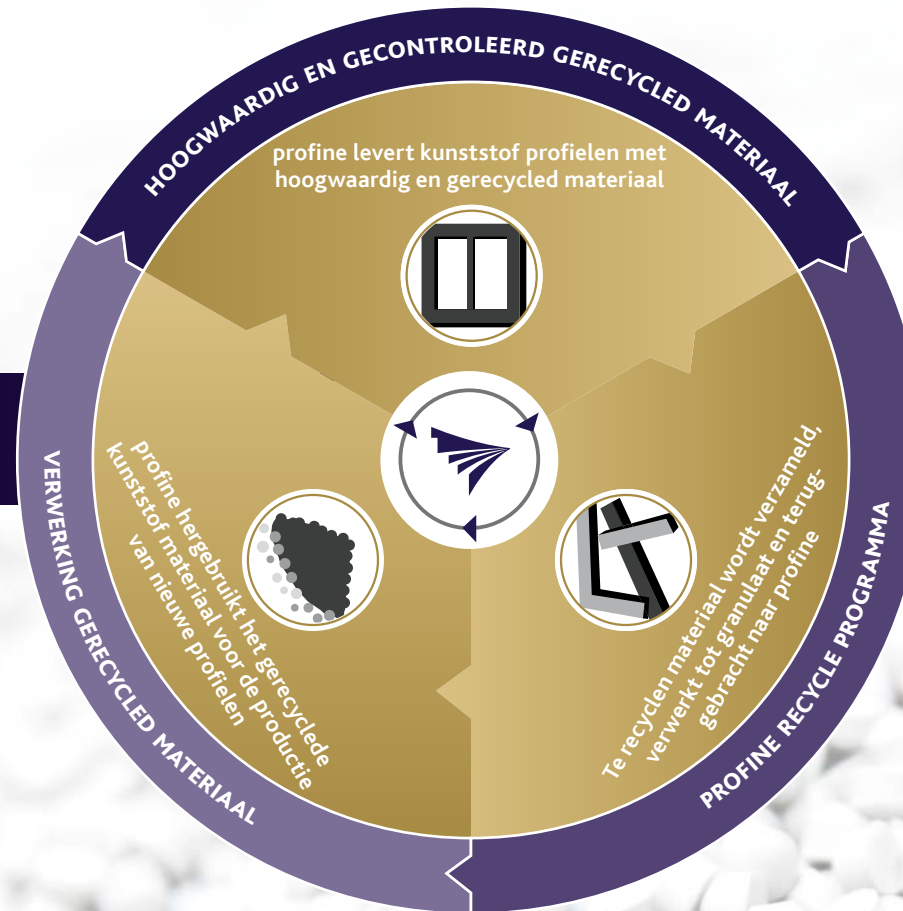 HOOGWAARDIG EN GECONTROLEERD GERECYCLED MATERIAAL
profine levert kunststof profielen met
hoogwaardig en gerecycled materiaal
Te recyclen materiaal wordt verzameld,
verwerkt tot granulaat en terug-
gebracht naar profine
PROFINE RECYCLE PROGRAMMA
profine hergebruikt het gerecyclede
kunststof materiaal voor de productie
van nieuwe profielen
VERWERKING GERECYCLED MATERIAAL